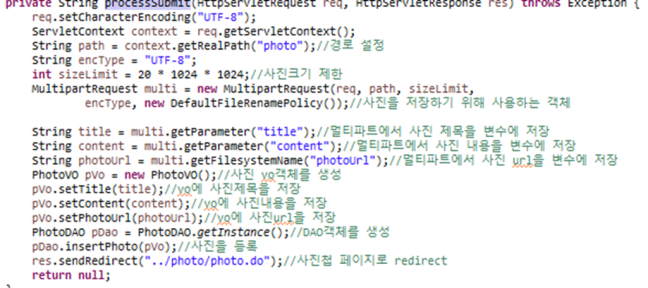 private String processSubmit(HttpServletRequest req, HttpServletResponse res) throws Exception {
req.setCharacterEncoding("UTF-8");
ServletContext context = req.getServletContext();
String path = context.getRealPath("photo");//경로 설정
String encType = "UTF-8";
int sizeLimit = 20 * 1024 * 1024;//사진크기 제한
MultipartRequest multi = new MultipartRequest(req, path, sizeLimit,
encType, new DefaultFileRenamePolicy());//사진을 저장하기 위해 사용하는 객체
String title = multi.getParameter("title");//멀티파트에서 사진 제목을 변수에 저장
String content = multi.getParameter("content");//멀티파트에서 사진 내용을 변수에 저장
String photoUrl = multi.getFilesystemName("photoUrl");//멀티파트에서 사진 url을 변수에 저장
PhotoVO pVo = new PhotoVO();//사진 vo객체를 생성
pVo.setTitle(title);//vo에 사진제목을 저장
pVo.setContent(content);//vo에 사진내용을 저장
pVo.setPhotoUrl(photoUrl);//vo에 사진url을 저장
PhotoDAO pDao = PhotoDAO.getInstance();//DAO객체를 생성
pDao.insertPhoto(pVo);//사진을 등록
res.sendRedirect("../photo/photo.do");//사진첩 페이지로 redirect
return null;
}